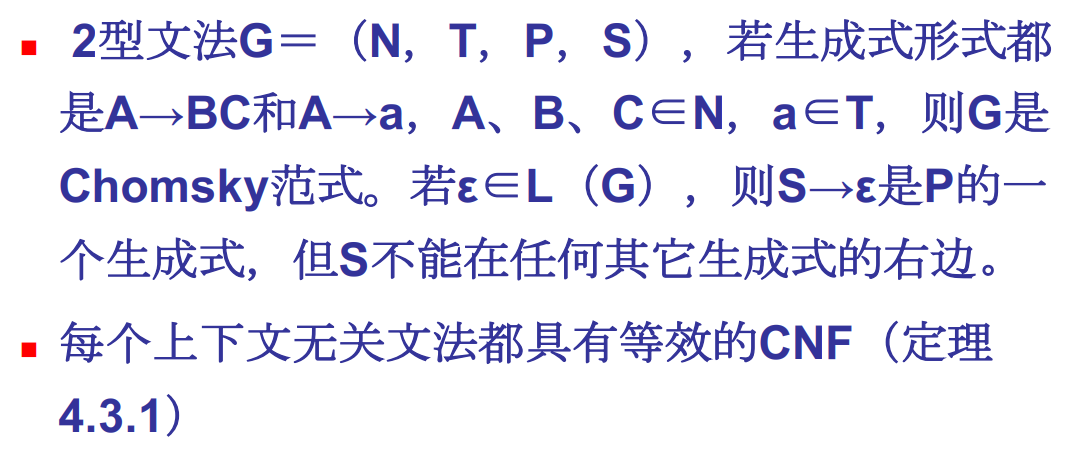 ▪ 2型文法G=（N，T，P，S），若生成式形式都
是A→BC和A→a，A、B、C∈N，a∈T，则G是
Chomsky范式。若ε∈L（G），则S→ε是P的一
个生成式，但S不能在任何其它生成式的右边。
▪ 每个上下文无关文法都具有等效的CNF（定理
4.3.1）